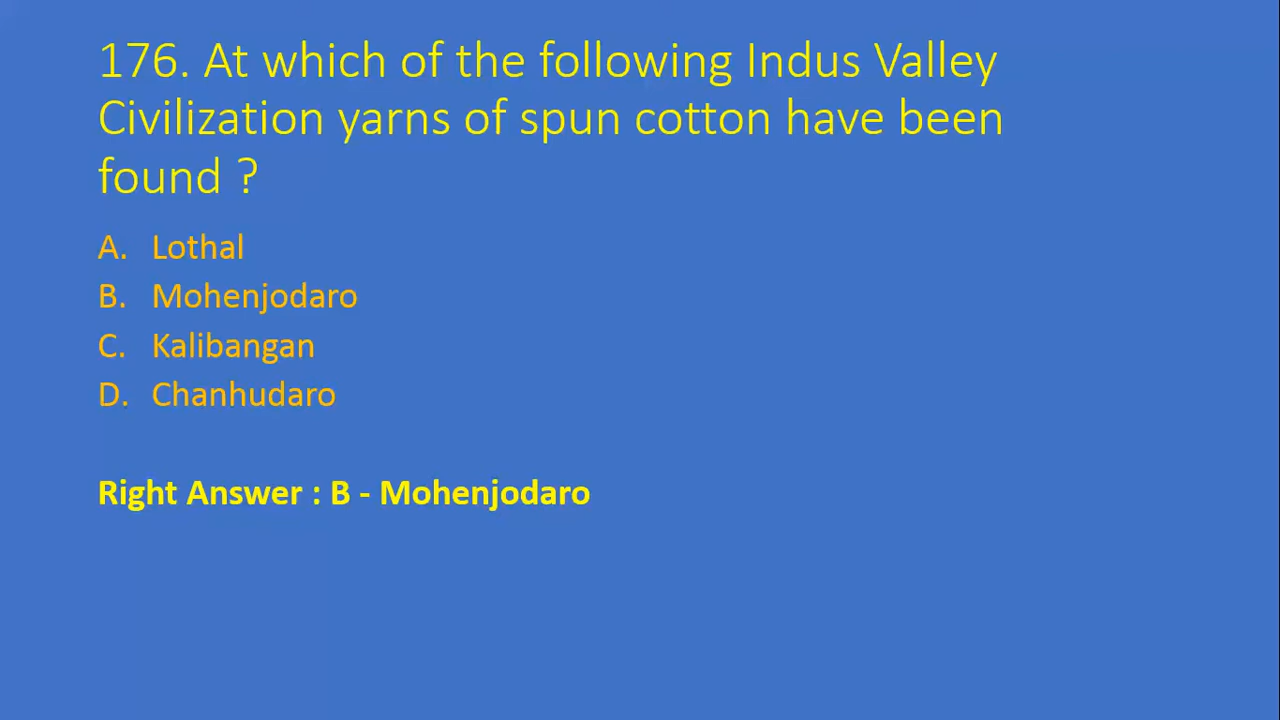 176. At which of the following Indus Valley
Civilization yarns of spun cotton have been
found ?
A. Lothal
B. Mohenjodaro
C. Kalibangan
D. Chanhudaro
Right Answer : B - Mohenjodaro